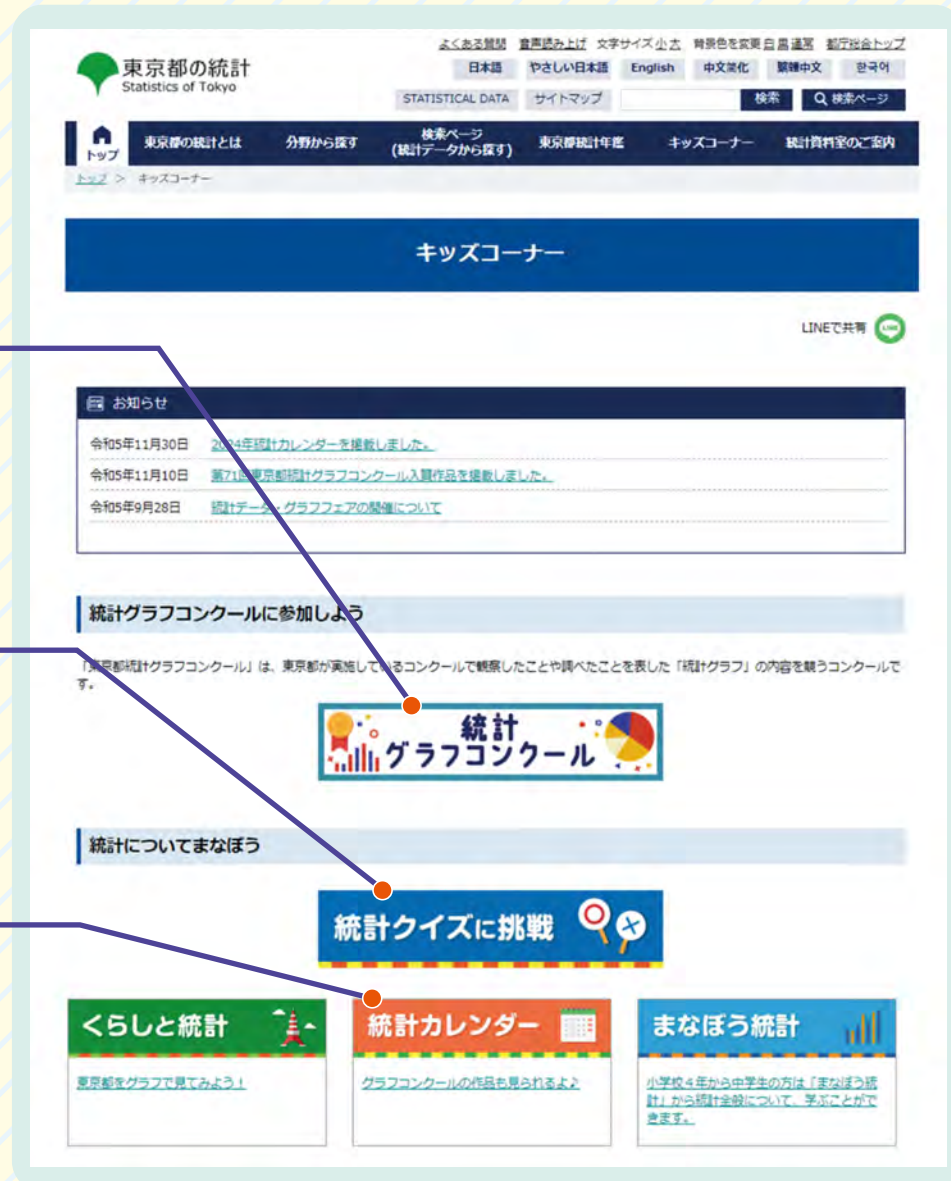 よくある質問 音声読み上げ 文字サイズ 小 大 背景色を変更 白 黒 通常 都庁総合トップ
東京都の統計
Statistics of Tokyo
日本語 やさしい日本語 English 中文简化 繁體中文 한국어
STATISTICAL DATA サイトマップ 検索 検索ページ
トップ 東京都の統計とは 分野から探す 検索ページ (統計データから探す) 東京都統計年鑑 キッズコーナー 統計資料室のご案内
トップ > キッズコーナー
キッズコーナー
LINEで共有
お知らせ
令和5年11月30日 2024年統計カレンダーを掲載しました。
令和5年11月10日 第71回東京都統計グラフコンクール入賞作品を掲載しました。
令和5年9月28日 統計データ・グラフフェアの開催について
統計グラフコンクールに参加しよう
「東京都統計グラフコンクール」は、東京都が実施しているコンクールで観察したことや調べたことを表した「統計グラフ」の内容を競うコンクールで
す。
統計
グラフコンクール
統計についてまなぼう
統計クイズに挑戦
くらしと統計
東京都をグラフで見てみよう！
統計カレンダー
グラフコンクールの作品も見られるよ♪
まなぼう統計
小学校4年から中学生の方は「まなぼう統
計」から統計全般について、学ぶことがで
きます。